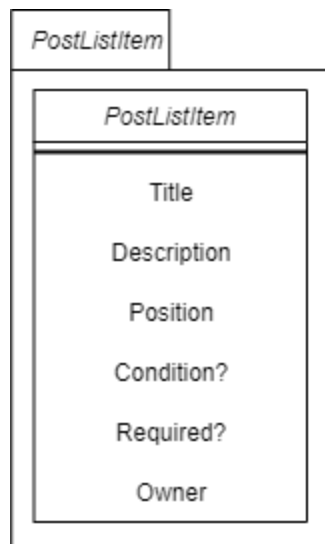 PostListItem
PostListItem
Title
Description
Position
Condition?
Required?
Owner